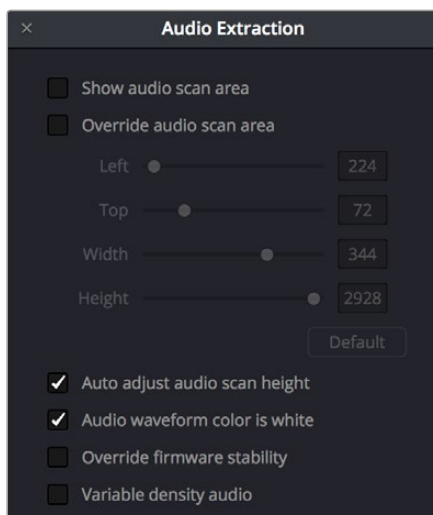 Audio Extraction
Show audio scan area
Override audio scan area
Left 224
Top 72
Width 344
Height 2928
Default
Auto adjust audio scan height
Audio waveform color is white
Override firmware stability
Variable density audio